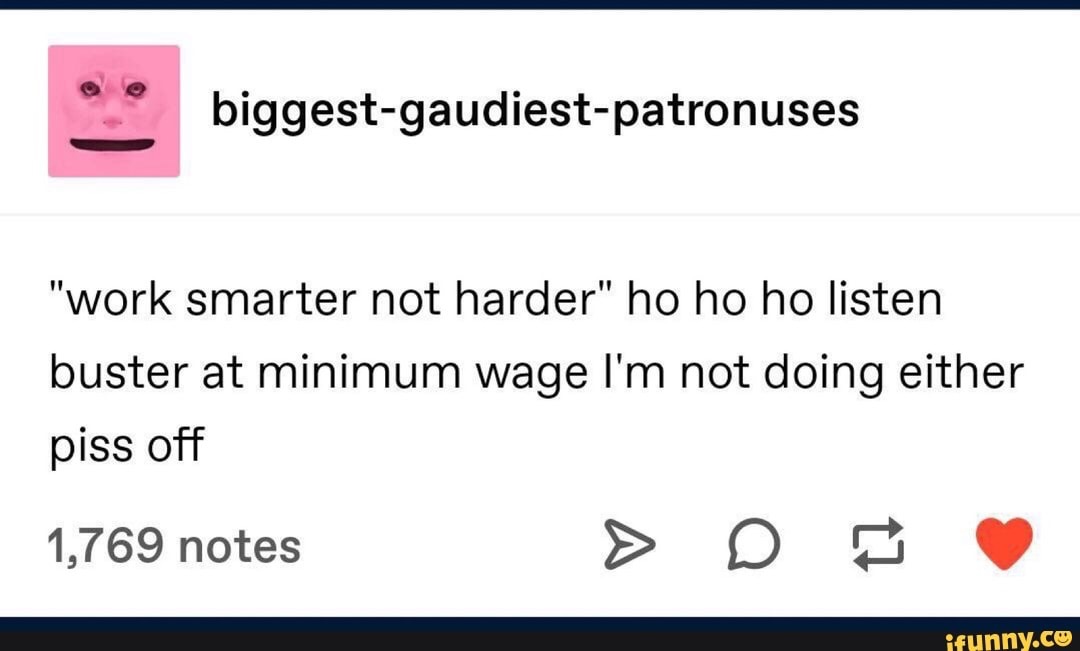 biggest-gaudiest-patronuses
"work smarter not harder" ho ho ho listen
buster at minimum wage I'm not doing either
piss off
1,769 notes
ifunny.co